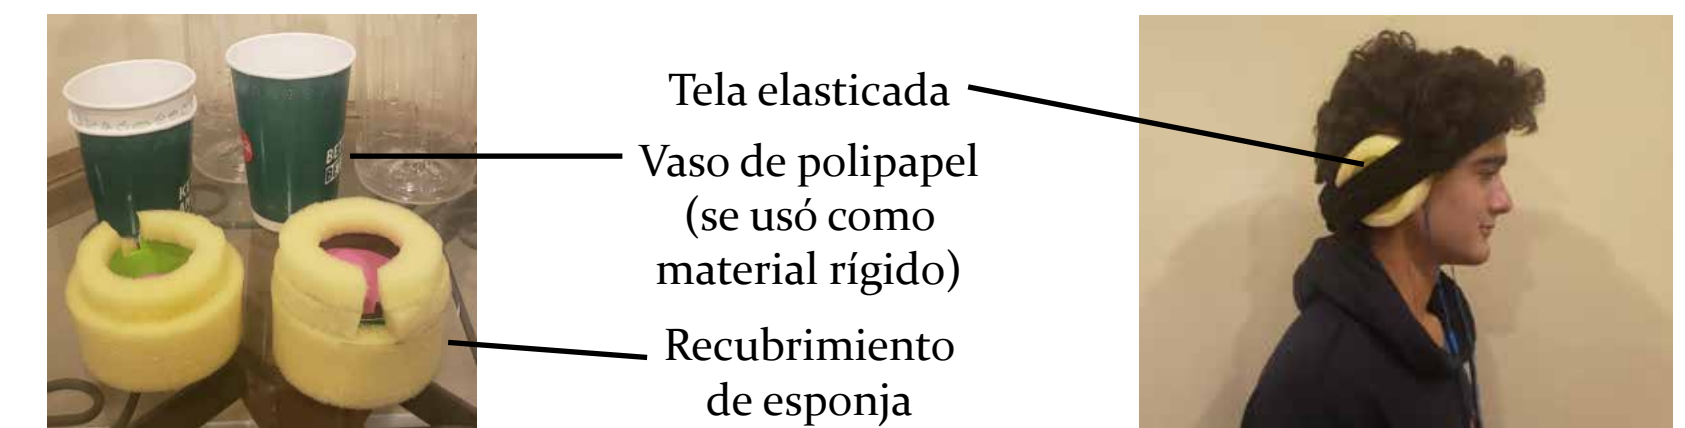 Tela elasticada
Vaso de polipapel
(se usó como
material rígido)
Recubrimiento
de esponja